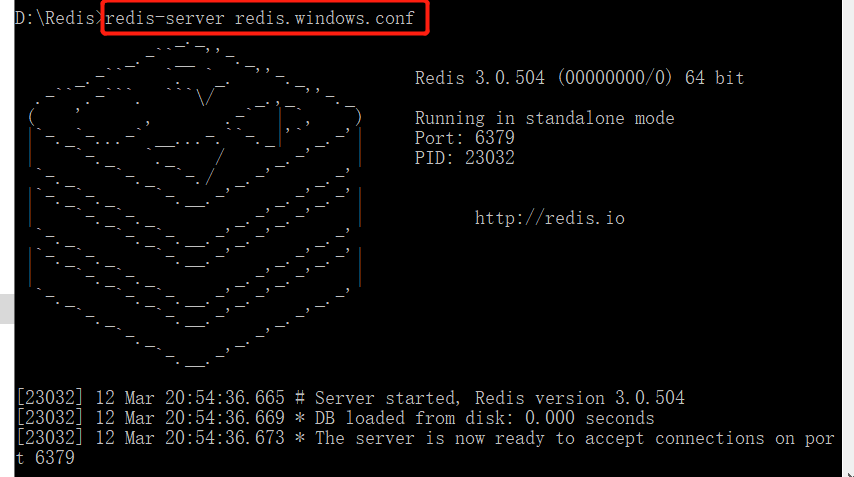 D:\Redis>redis-server redis.windows.conf
Redis 3.0.504 (00000000/0) 64 bit
Running in standalone mode
Port: 6379
PID: 23032
http://redis.io
[23032] 12 Mar 20:54:36.665 # Server started, Redis version 3.0.504
[23032] 12 Mar 20:54:36.669 * DB loaded from disk: 0.000 seconds
[23032] 12 Mar 20:54:36.673 * The server is now ready to accept connections on por
t 6379